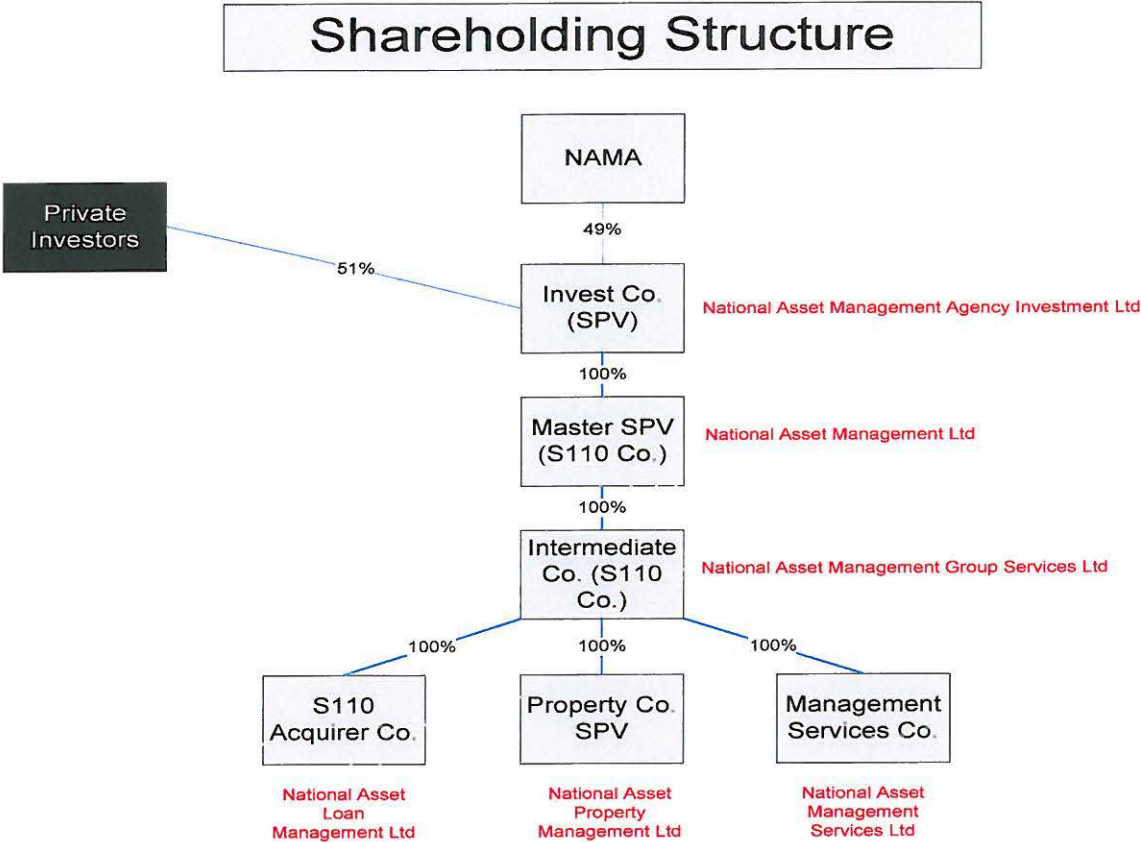 Shareholding Structure
NAMA
Private
Investors
49%
51%
Invest Co.
(SPV)
National Asset Management Agency Investment Ltd
100%
Master SPV
(S110 Co.)
National Asset Management Ltd
100%
Intermediate
Co. (S110
Co.)
National Asset Management Group Services Ltd
100%
100%
100%
S110
Acquirer Co.
Property Co.
SPV
Management
Services Co.
National Asset
Loan
Management Ltd
National Asset
Property
Management Ltd
National Asset
Management
Services Ltd